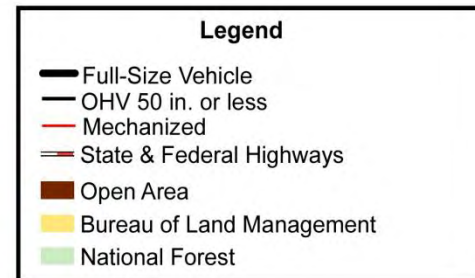 Legend
Full-Size Vehicle
OHV 50 in. or less
Mechanized
State & Federal Highways
Open Area
Bureau of Land Management
National Forest